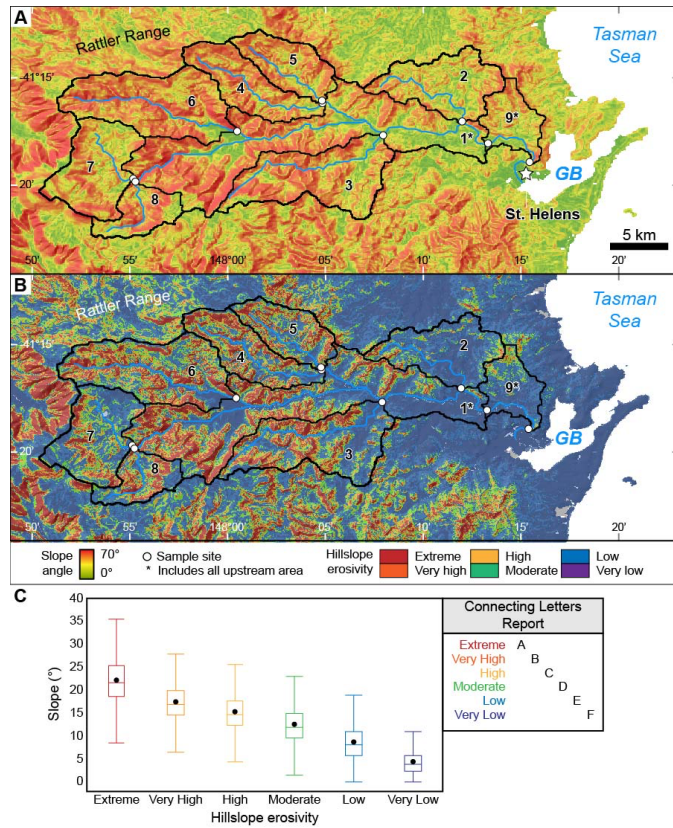 A
Rattler Range
Tasman
Sea
-41°15'
5
2
4
6
9*
1*
7
GB
20'
8
3
St. Helens
5 km
50'
55'
148°00'
05'
10'
15'
20'
B
Rattler Range
Tasman
Sea
-41°15'
5
2
4
6
9*
1*
7
GB
20'
8
3
50'
55'
148°00'
05'
10'
15'
20'
Slope angle 70° 0°
Sample site
* Includes all upstream area
Hillslope erosivity
Extreme High Low
Very high Moderate Very low
C
Slope (°)
40
35
30
25
20
15
10
5
0
Extreme Very High High Moderate Low Very Low
Hillslope erosivity
Connecting Letters
Report
Extreme A
Very High B
High C
Moderate D
Low E
Very Low F